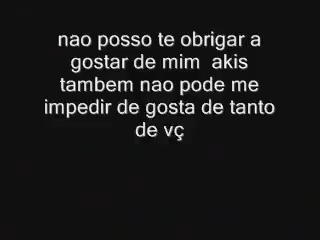 nao posso te obrigar a
gostar de mim  akis
tambem nao pode me
impedir de gosta de tanto
de vç